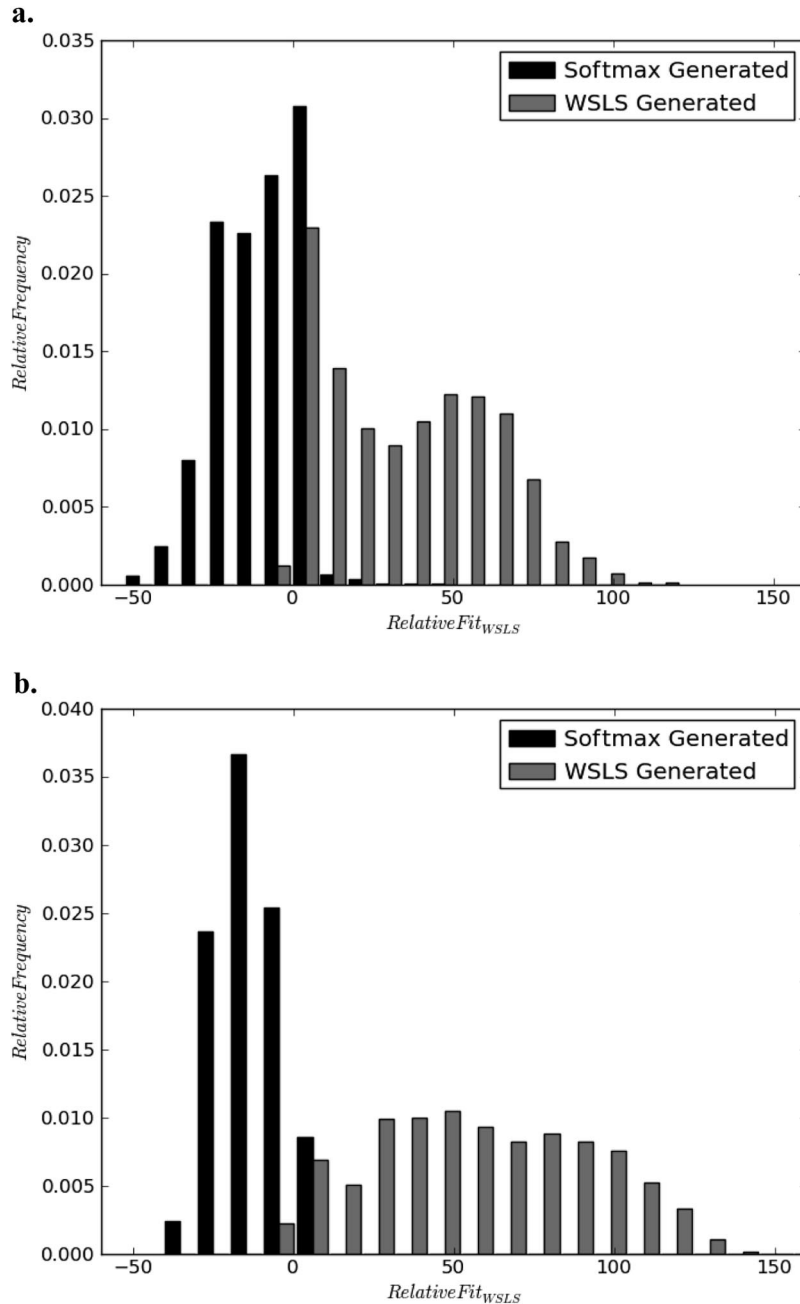 a.
0.035
0.030
0.025
0.020
0.015
0.010
0.005
0.000
RelativeFrequency
Softmax Generated
WSLS Generated
−50 0 50 100 150
RelativeFit_WSLS
b.
0.040
0.035
0.030
0.025
0.020
0.015
0.010
0.005
0.000
RelativeFrequency
Softmax Generated
WSLS Generated
−50 0 50 100 150
RelativeFit_WSLS